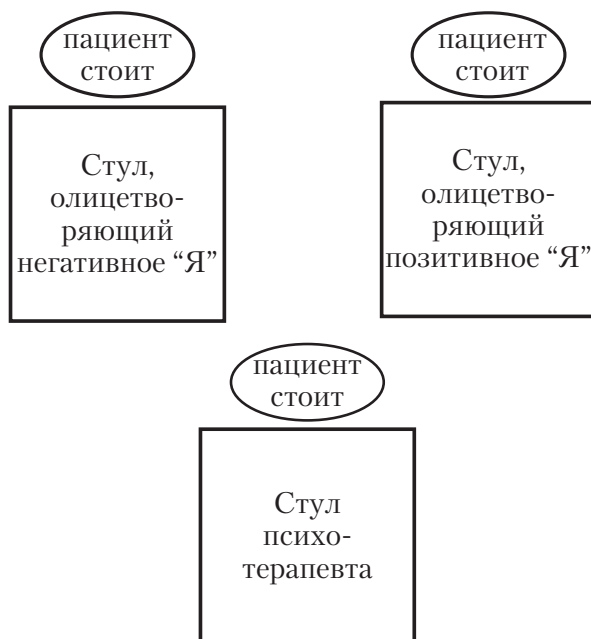 пациент
стоит
пациент
стоит
Стул,
олицетво-
ряющий
негативное “Я”
Стул,
олицетво-
ряющий
позитивное “Я”
пациент
стоит
Стул
психо-
терапевта